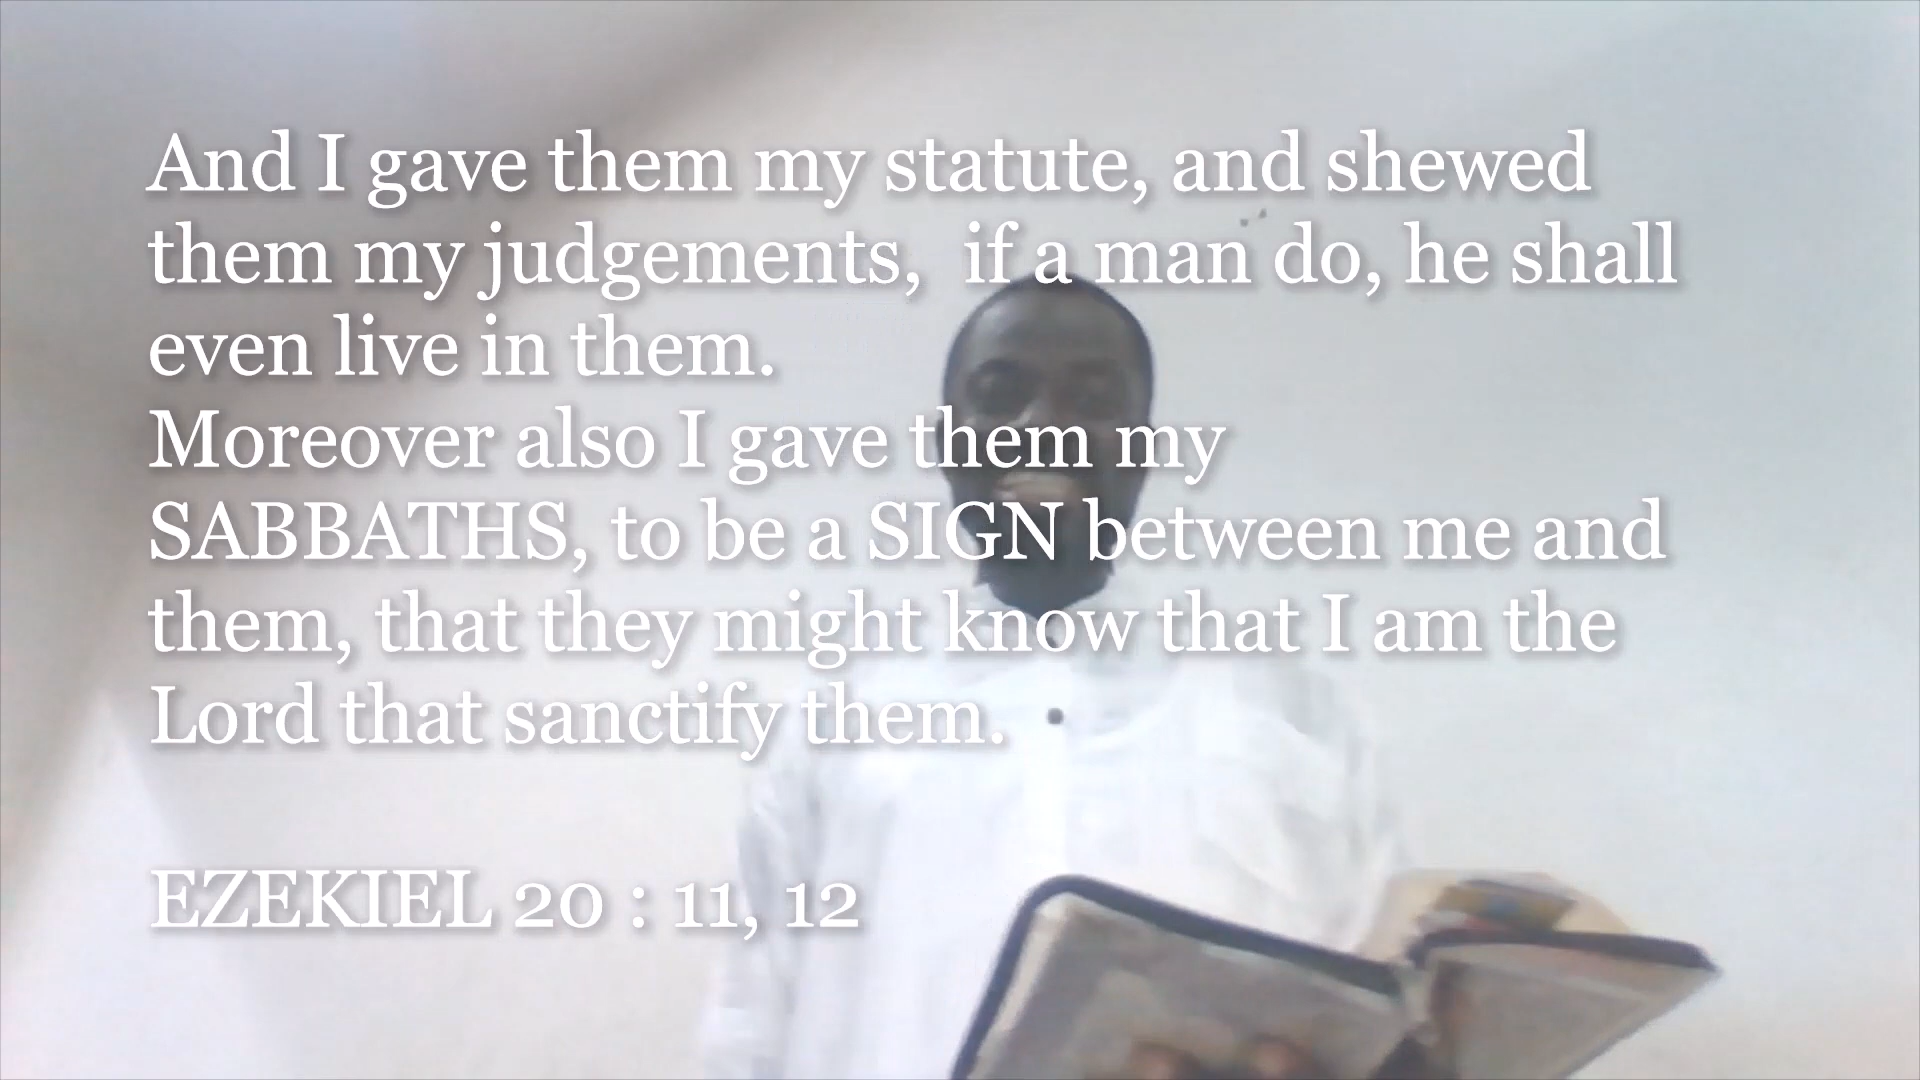 And I gave them my statute, and shewed
them my judgements,  if a man do, he shall
even live in them.
Moreover also I gave them my
SABBATHS, to be a SIGN between me and
them, that they might know that I am the
Lord that sanctify them.
EZEKIEL 20 : 11, 12